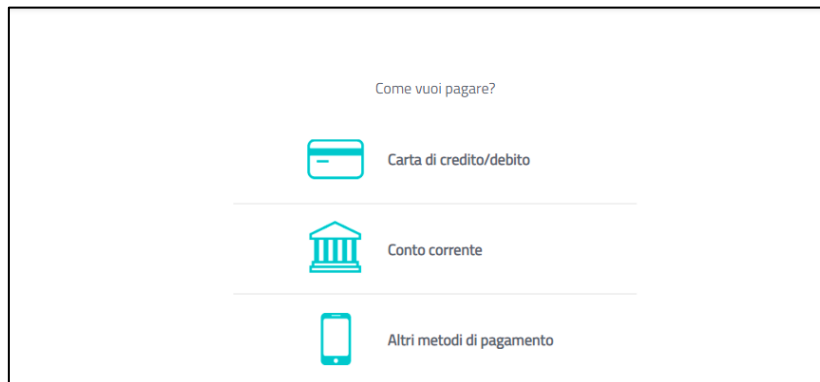 Come vuoi pagare?
Carta di credito/debito
Conto corrente
Altri metodi di pagamento